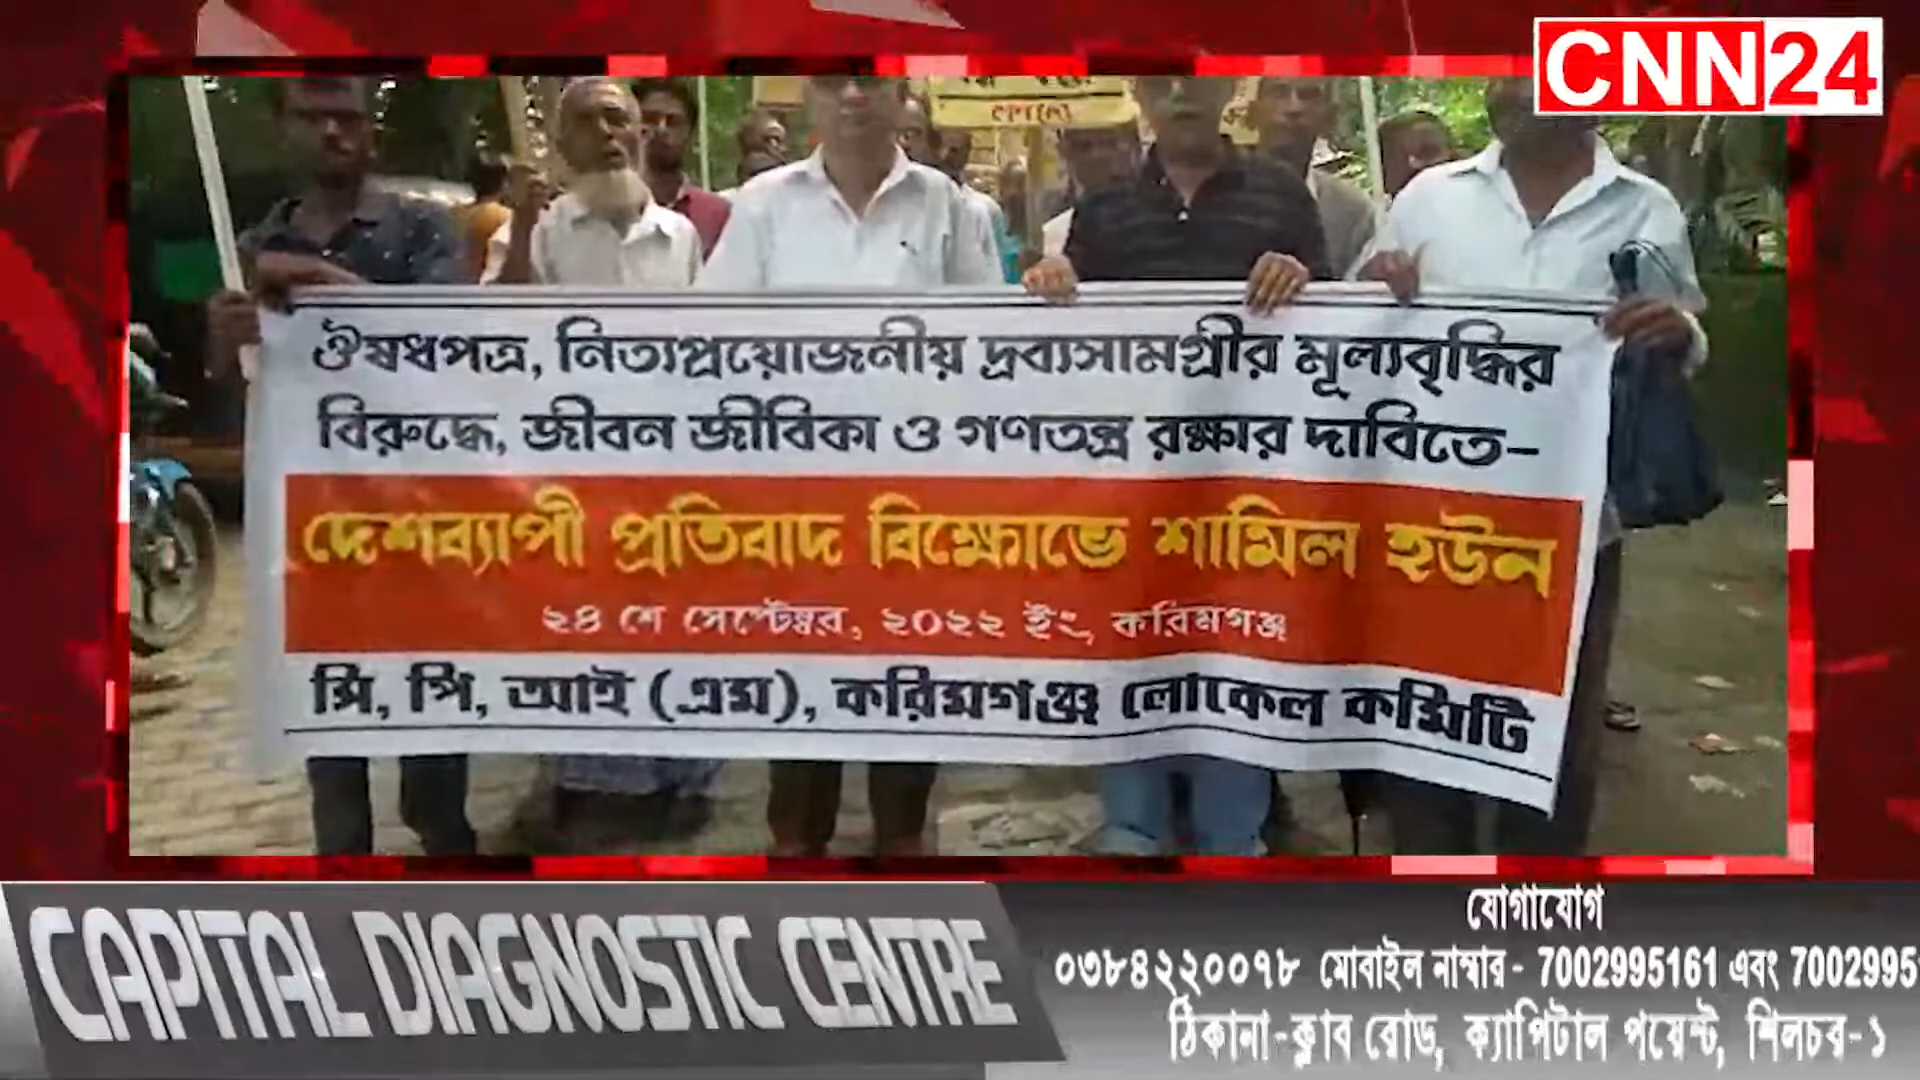 CNN24
ঔষধপত্র, নিত্যপ্রয়োজনীয় দ্রব্যসামগ্রীর মূল্যবৃদ্ধির
বিরুদ্ধে, জীবন জীবিকা ও গণতন্ত্র রক্ষার দাবিতে–
দেশব্যাপী প্রতিবাদ বিক্ষোভে শামিল হউন
২৪ শে সেপ্টেম্বর, ২০২২ ইং, করিমগঞ্জ
সি, পি, আই (এম), করিমগঞ্জ লোকেল কমিটি
CAPITAL DIAGNOSTIC CENTRE
যোগাযোগ
০৩৮৪২২০০৭৮ মোবাইল নাম্বার - 7002995161 এবং 7002995
ঠিকানা-ক্লাব রোড, ক্যাপিটাল পয়েন্ট, শিলচর-১